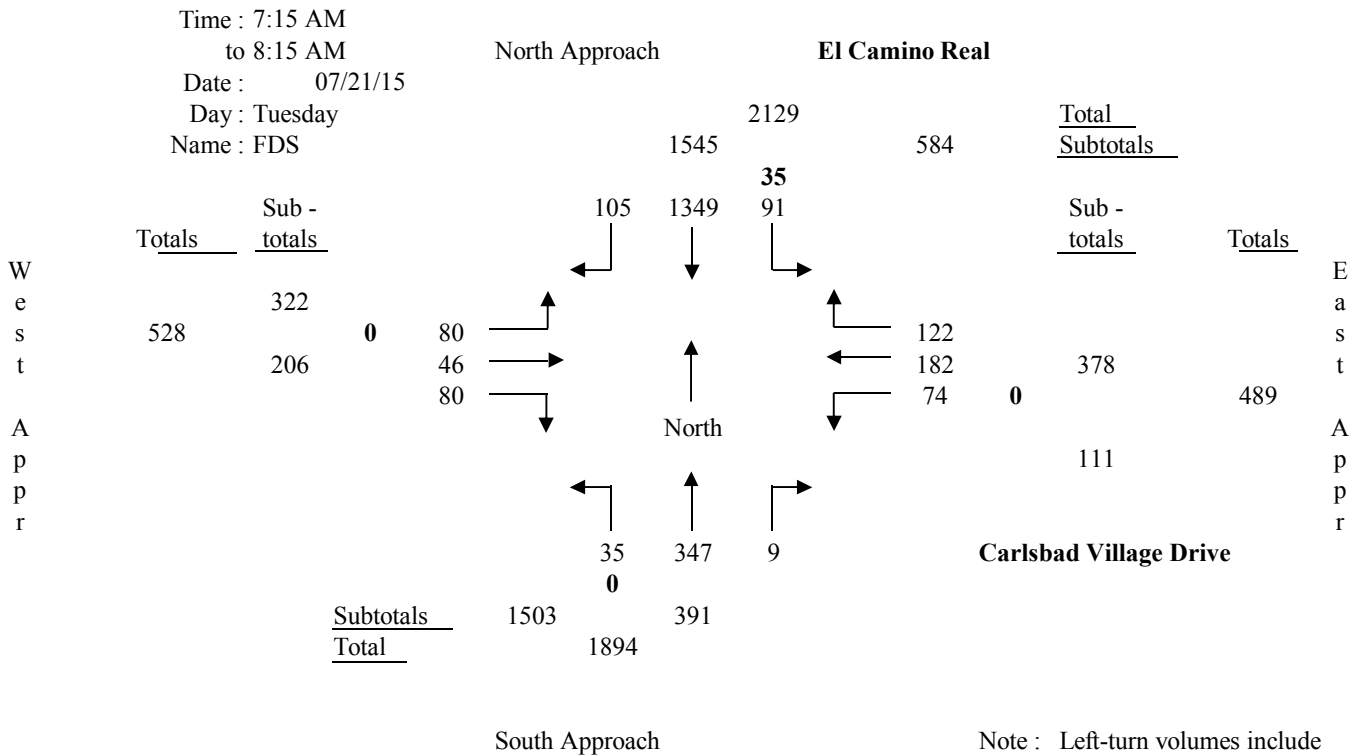 Time : 7:15 AM
to 8:15 AM North Approach El Camino Real
Date : 07/21/15
Day : Tuesday 2129 Total
Name : FDS 1545 584 Subtotals
35
Sub - 105 1349 91 Sub -
Totals totals totals Totals
W E
e 322 a
s 528 0 80 122 s
t 206 46 182 378 t
80 74 0 489
A North A
p 111 p
p p
r r
35 347 9 Carlsbad Village Drive
0
Subtotals 1503 391
Total 1894
South Approach Note : Left-turn volumes include